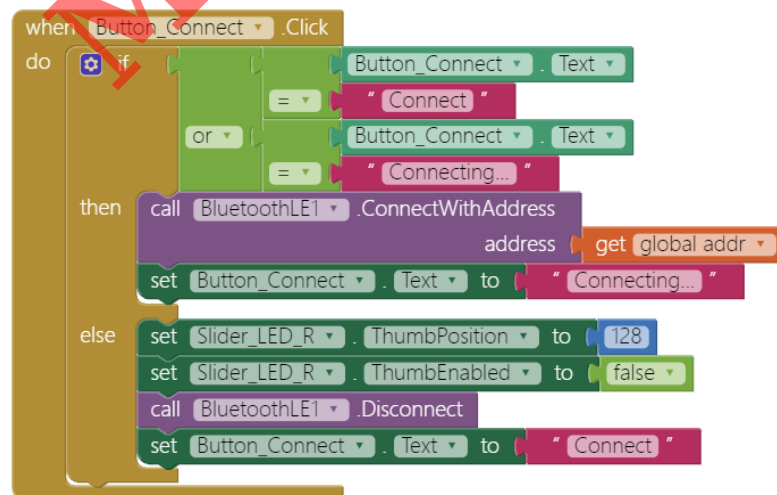 when Button_Connect .Click
do if Button_Connect . Text
= " Connect "
or Button_Connect . Text
= " Connecting... "
then call BluetoothLE1 .ConnectWithAddress
address get global addr
set Button_Connect . Text to " Connecting... "
else set Slider_LED_R . ThumbPosition to 128
set Slider_LED_R . ThumbEnabled to false
call BluetoothLE1 .Disconnect
set Button_Connect . Text to " Connect "